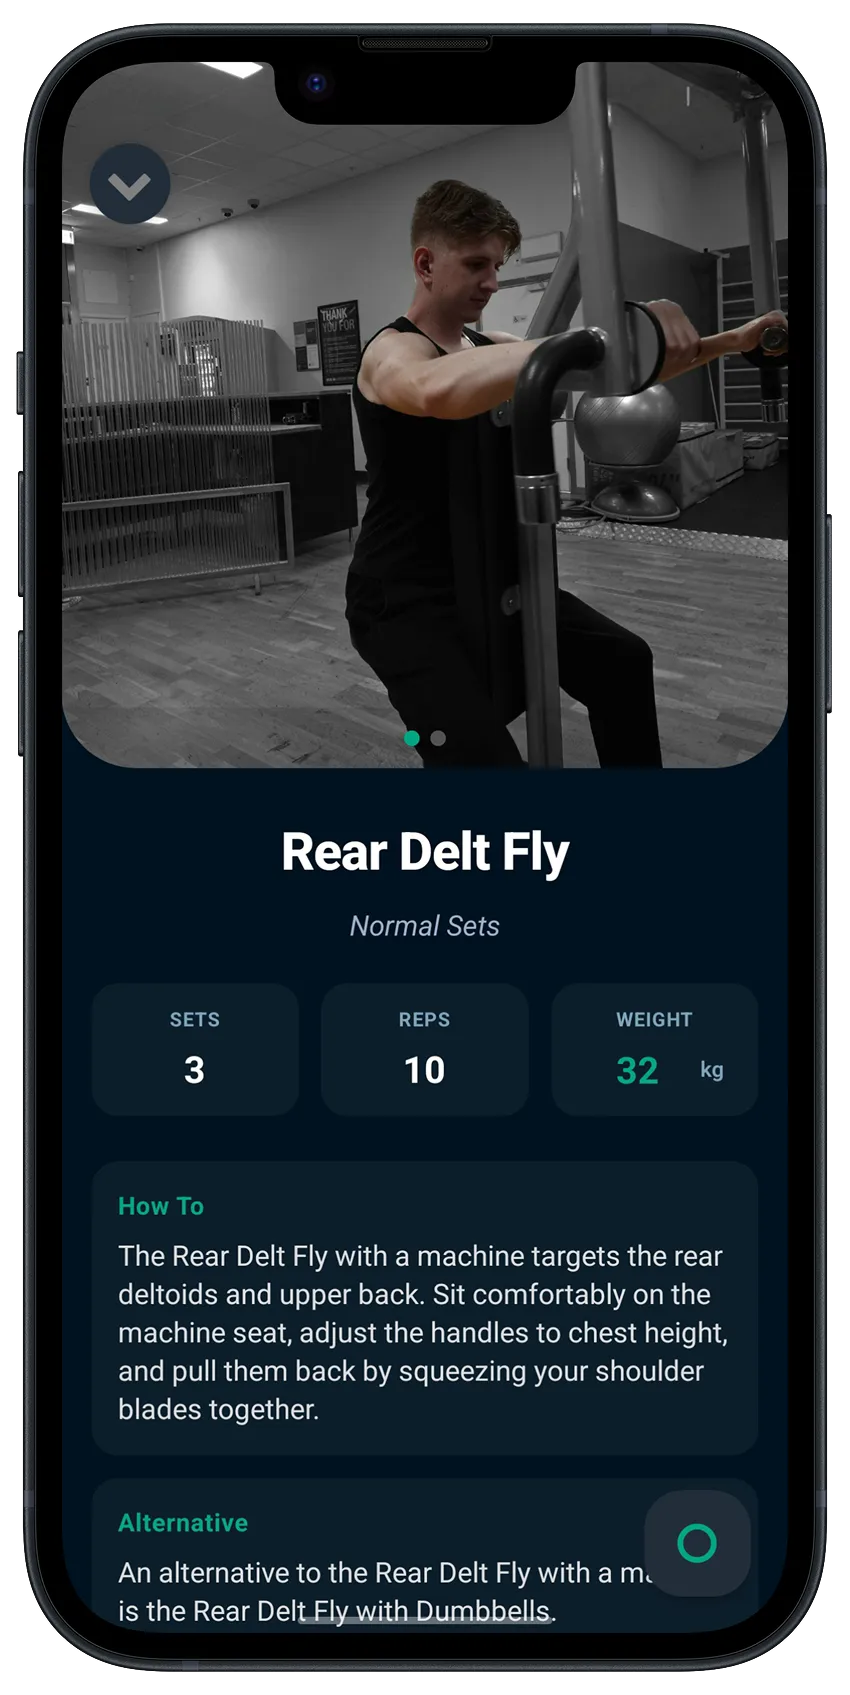 THANK
YOU FOR
Rear Delt Fly
Normal Sets
SETS
REPS
WEIGHT
3
10
32 kg
How To
The Rear Delt Fly with a machine targets the rear
deltoids and upper back. Sit comfortably on the
machine seat, adjust the handles to chest height,
and pull them back by squeezing your shoulder
blades together.
Alternative
An alternative to the Rear Delt Fly with a
is the Rear Delt Fly with Dumbbells.